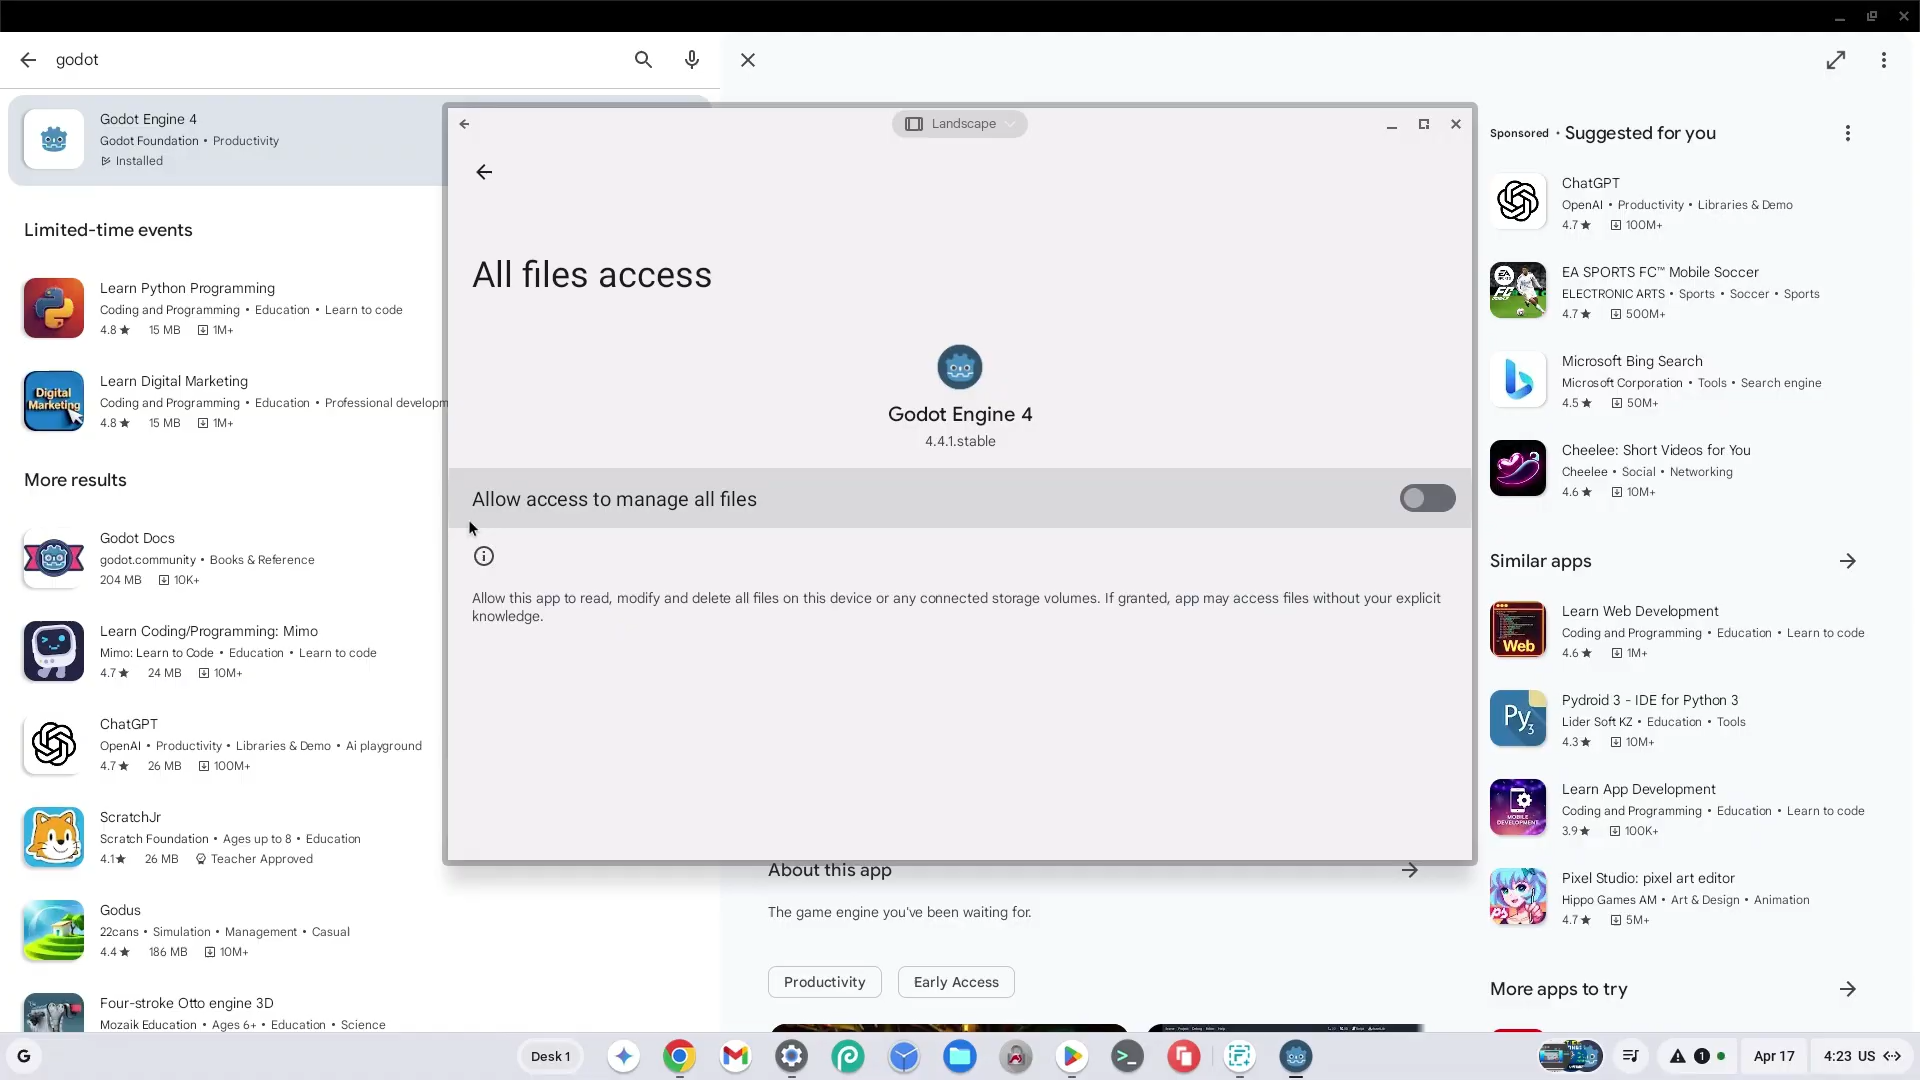 godot
Godot Engine 4
Godot Foundation • Productivity
Installed
Limited-time events
Learn Python Programming
Coding and Programming • Education • Learn to code
4.8★ 15 MB 1M+
Digital
Marketing
Learn Digital Marketing
Coding and Programming • Education • Professional developm
4.8★ 15 MB 1M+
More results
Godot Docs
godot.community • Books & Reference
204 MB 10K+
Learn Coding/Programming: Mimo
Mimo: Learn to Code • Education • Learn to code
4.7★ 24 MB 10M+
ChatGPT
OpenAI • Productivity • Libraries & Demo • Ai playground
4.7★ 26 MB 100M+
ScratchJr
Scratch Foundation • Ages up to 8 • Education
4.1★ 26 MB Teacher Approved
Godus
22cans • Simulation • Management • Casual
4.4★ 186 MB 10M+
Four-stroke Otto engine 3D
Mozaik Education • Ages 6+ • Education • Science
Landscape
All files access
Godot Engine 4
4.4.1.stable
Allow access to manage all files
Allow this app to read, modify and delete all files on this device or any connected storage volumes. If granted, app may access files without your explicit
knowledge.
About this app
The game engine you've been waiting for.
Productivity
Early Access
Sponsored • Suggested for you
ChatGPT
OpenAI • Productivity • Libraries & Demo
4.7★ 100M+
EA SPORTS FC™ Mobile Soccer
ELECTRONIC ARTS • Sports • Soccer • Sports
4.7★ 500M+
Microsoft Bing Search
Microsoft Corporation • Tools • Search engine
4.5★ 50M+
Cheelee: Short Videos for You
Cheelee • Social • Networking
4.6★ 10M+
Similar apps
Web
Learn Web Development
Coding and Programming • Education • Learn to code
4.6★ 1M+
Py3
Pydroid 3 - IDE for Python 3
Lider Soft KZ • Education • Tools
4.3★ 10M+
MOBILE
DEVELOPMENT
Learn App Development
Coding and Programming • Education • Learn to code
3.9★ 100K+
Pixel Studio: pixel art editor
Hippo Games AM • Art & Design • Animation
4.7★ 5M+
More apps to try
G
Desk 1
1
Apr 17
4:23 US